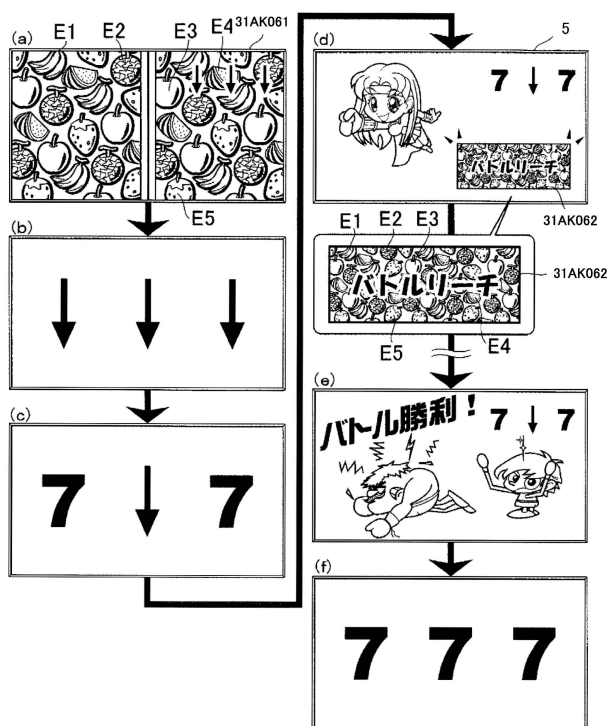 (a)
E1 E2 E3 E4 31AK061
E5
(b)
(c)
7 7
(d)
5
7 7
バトルリーチ
31AK062
E1 E2 E3
31AK062
バトルリーチ
E5 E4
(e)
バトル勝利！
7 7
(f)
7 7 7